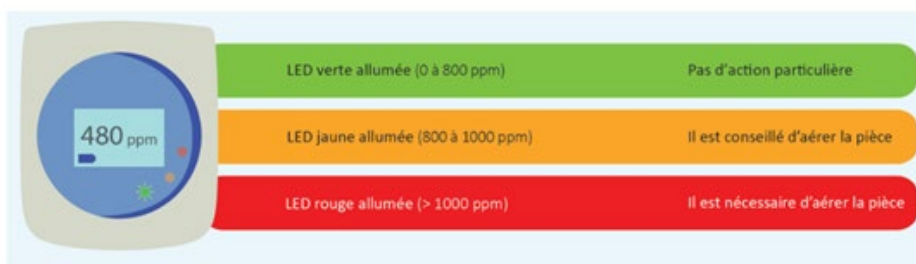 480 ppm
LED verte allumée (0 à 800 ppm) Pas d'action particulière
LED jaune allumée (800 à 1000 ppm) Il est conseillé d'aérer la pièce
LED rouge allumée (> 1000 ppm) Il est nécessaire d'aérer la pièce